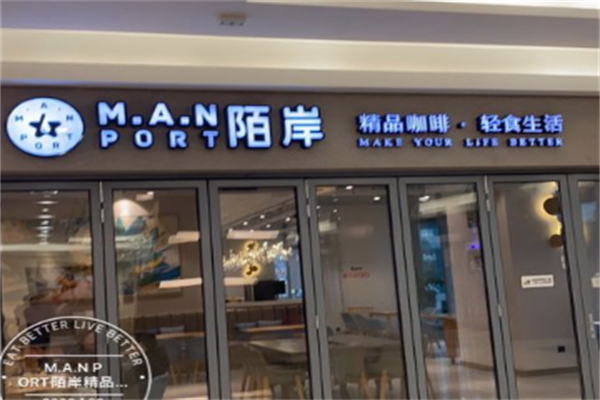 M.A.N
PORT
陌岸
精品咖啡·轻食生活
MAKE YOUR LIFE BETTER
M A N
P O R T
EAT BETTER LIVE BETTER
M.A.N P
ORT陌岸精品...